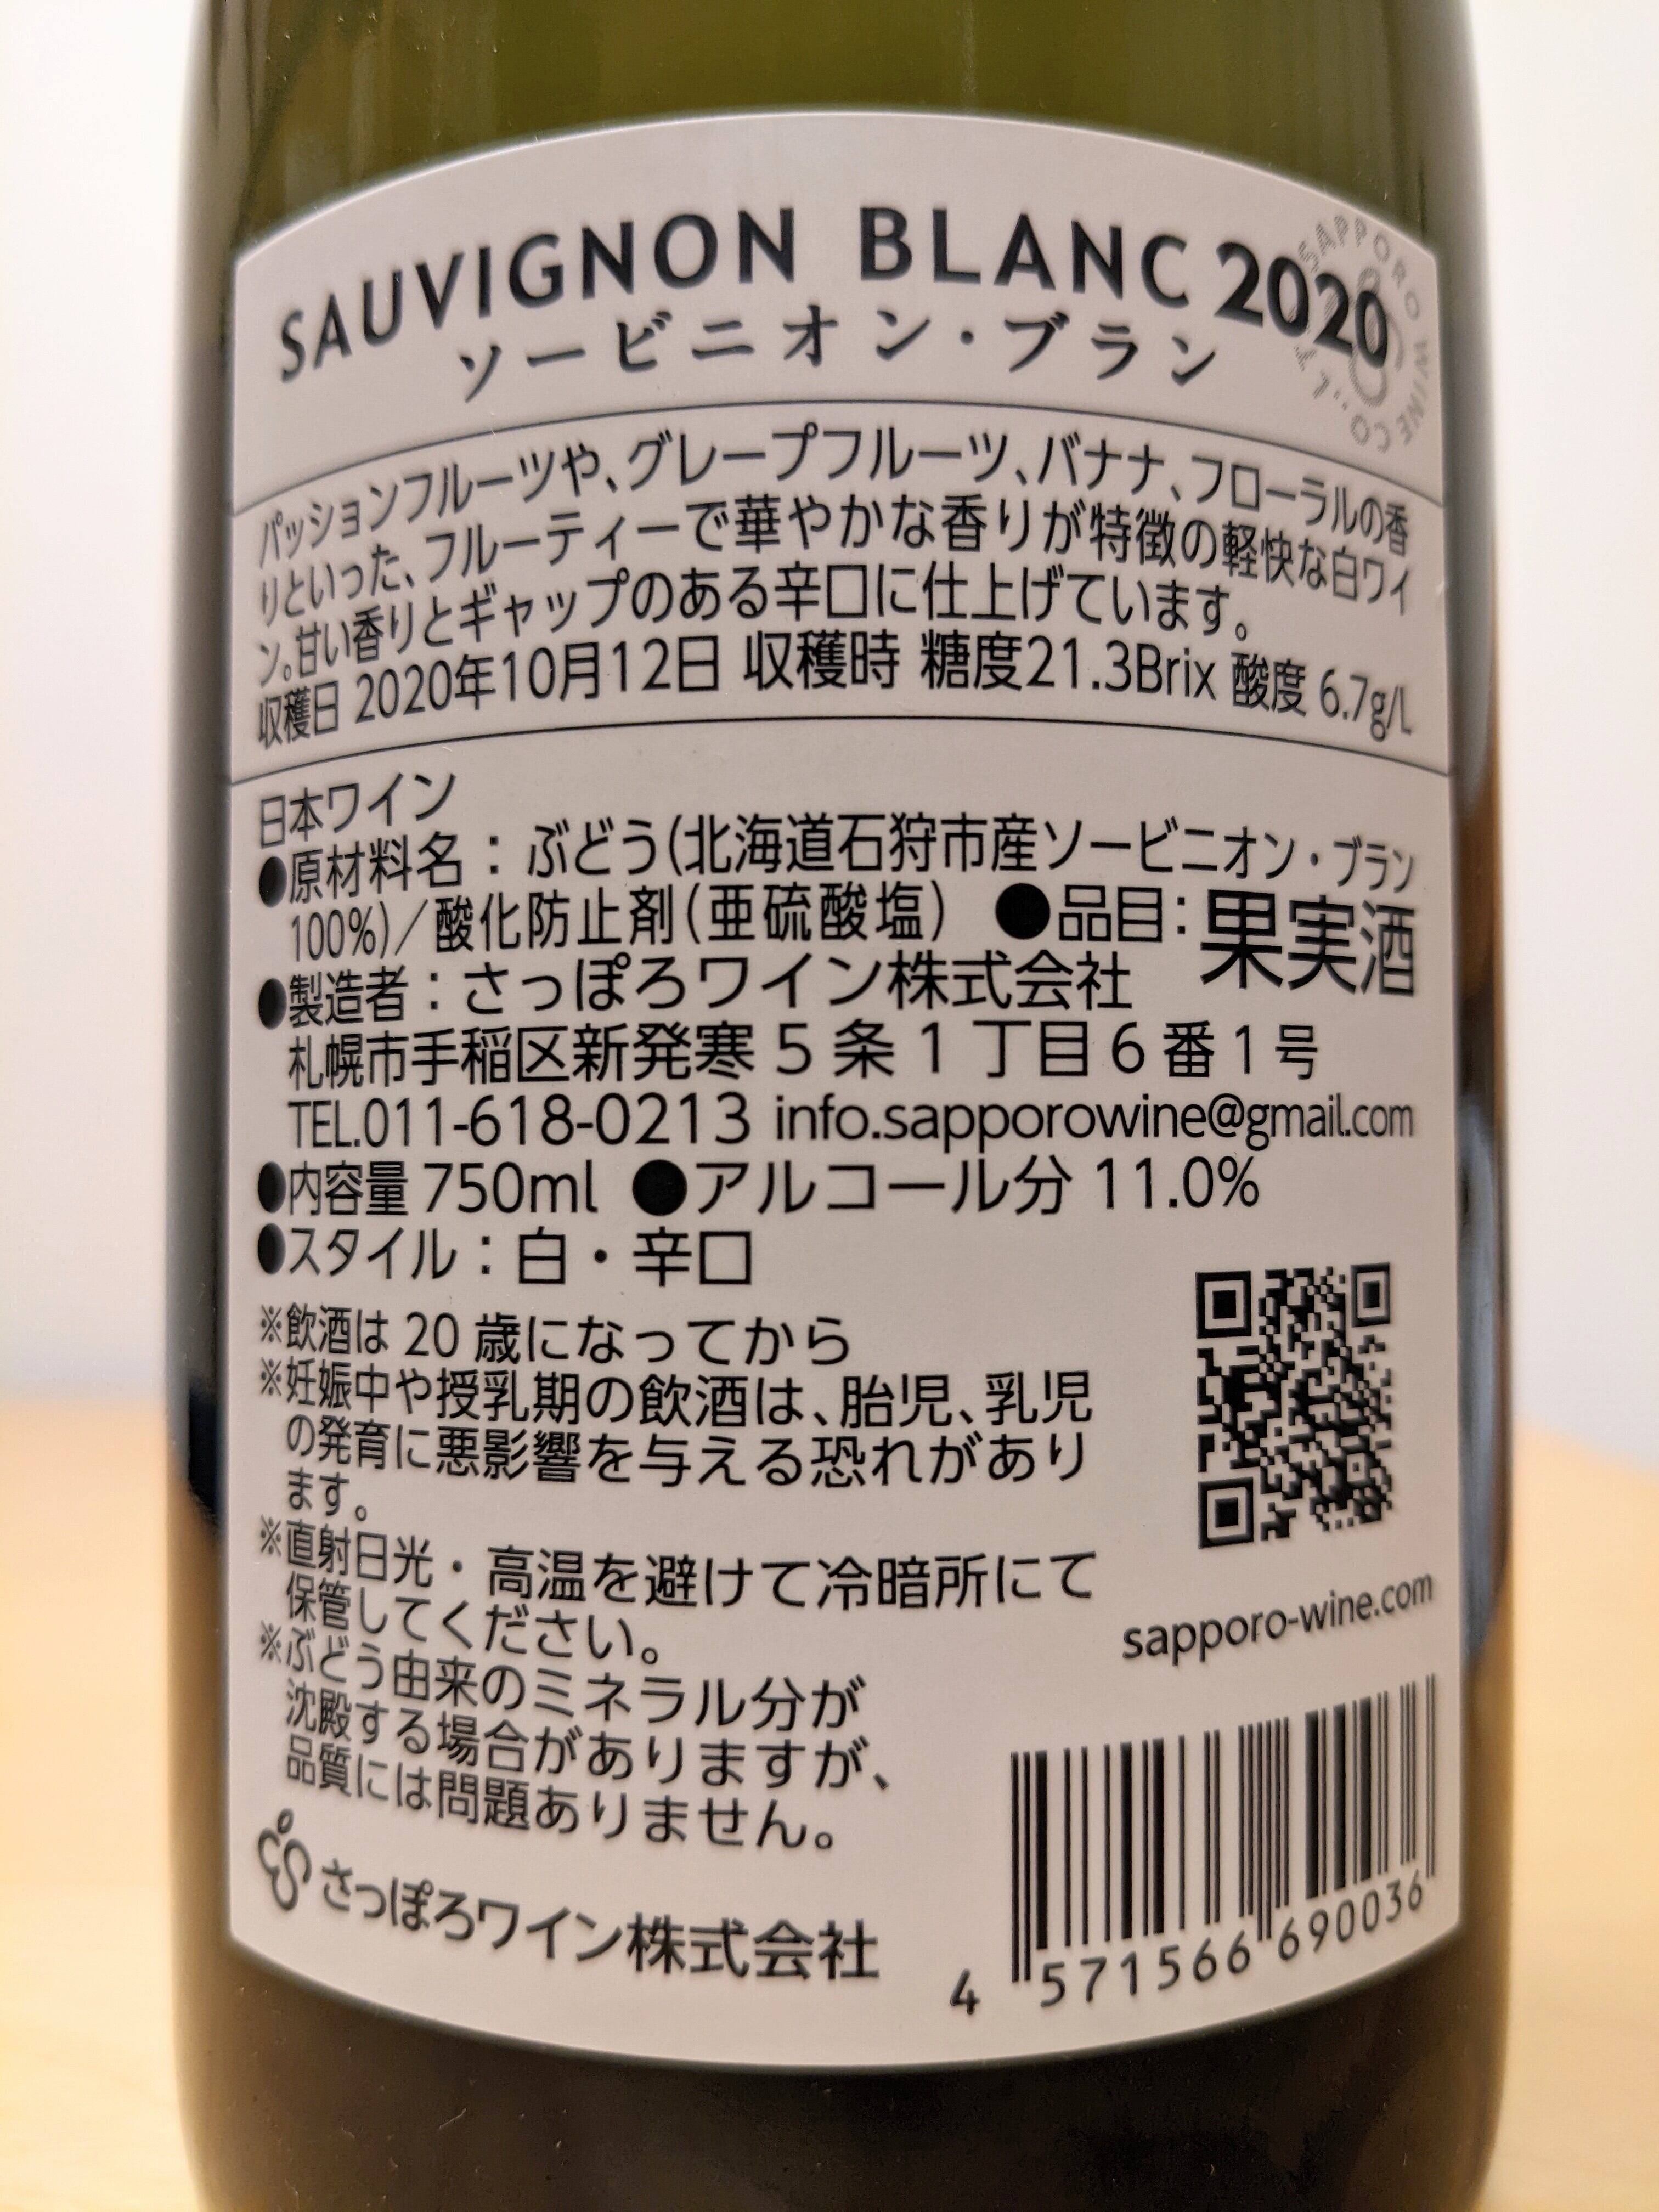 SAUVIGNON BLANC 2020
ソービニオン・ブラン
SAPPORO WINE CO., L
パッションフルーツや、グレープフルーツ、バナナ、フローラルの香
りといった、フルーティーで華やかな香りが特徴の軽快な白ワイ
ン。甘い香りとギャップのある辛口に仕上げています。
収穫日 2020年10月12日 収穫時 糖度21.3Brix 酸度 6.7g/L
日本ワイン
●原材料名：ぶどう(北海道石狩市産ソービニオン・ブラン
100%)／酸化防止剤(亜硫酸塩) ●品目:果実酒
●製造者：さっぽろワイン株式会社
札幌市手稲区新発寒5条1丁目6番1号
TEL.011-618-0213 info.sapporowine@gmail.com
●内容量 750ml ●アルコール分 11.0%
●スタイル：白・辛口
※飲酒は 20 歳になってから
※妊娠中や授乳期の飲酒は、胎児、乳児
の発育に悪影響を与える恐れがあり
ます。
※直射日光・高温を避けて冷暗所にて
保管してください。
※ぶどう由来のミネラル分が
沈殿する場合がありますが、
品質には問題ありません。
さっぽろワイン株式会社
sapporo-wine.com
4 571566 690036